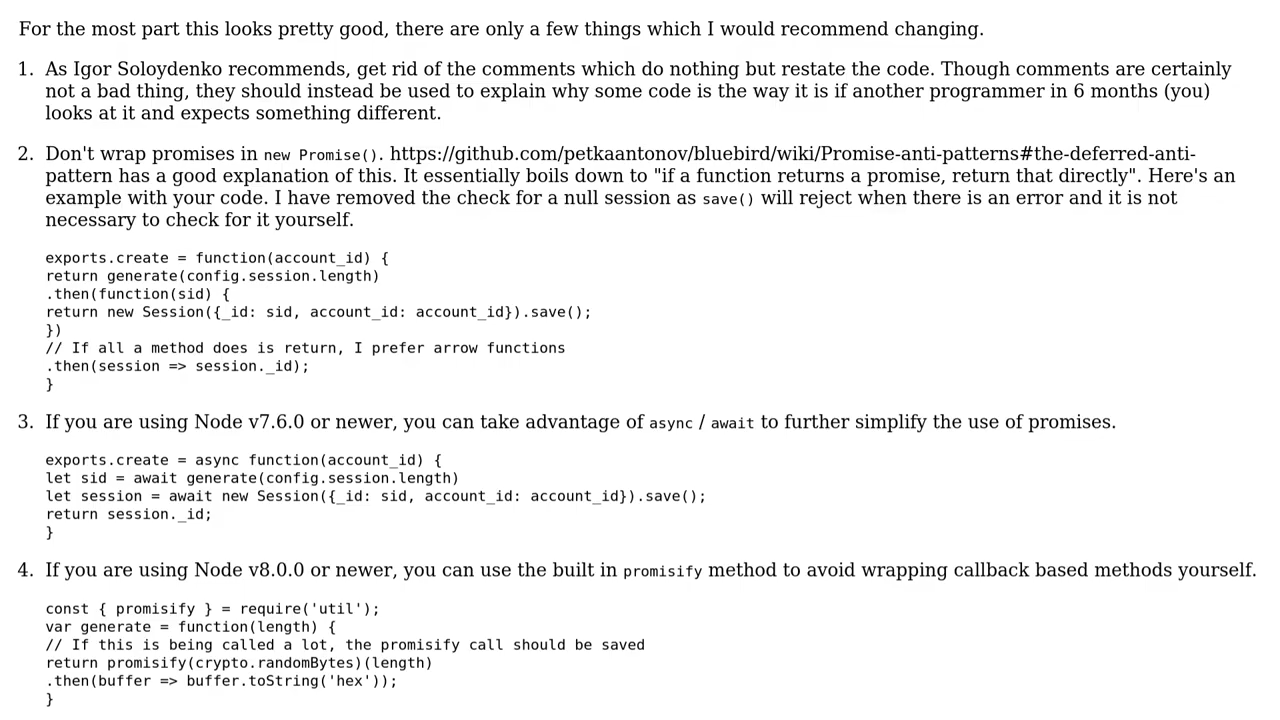 For the most part this looks pretty good, there are only a few things which I would recommend changing.
1. As Igor Soloydenko recommends, get rid of the comments which do nothing but restate the code. Though comments are certainly
not a bad thing, they should instead be used to explain why some code is the way it is if another programmer in 6 months (you)
looks at it and expects something different.
2. Don't wrap promises in new Promise(). https://github.com/petkaantonov/bluebird/wiki/Promise-anti-patterns#the-deferred-anti-
pattern has a good explanation of this. It essentially boils down to "if a function returns a promise, return that directly". Here's an
example with your code. I have removed the check for a null session as save() will reject when there is an error and it is not
necessary to check for it yourself.
exports.create = function(account_id) {
return generate(config.session.length)
.then(function(sid) {
return new Session({_id: sid, account_id: account_id}).save();
})
// If all a method does is return, I prefer arrow functions
.then(session => session._id);
}
3. If you are using Node v7.6.0 or newer, you can take advantage of async / await to further simplify the use of promises.
exports.create = async function(account_id) {
let sid = await generate(config.session.length)
let session = await new Session({_id: sid, account_id: account_id}).save();
return session._id;
}
4. If you are using Node v8.0.0 or newer, you can use the built in promisify method to avoid wrapping callback based methods yourself.
const { promisify } = require('util');
var generate = function(length) {
// If this is being called a lot, the promisify call should be saved
return promisify(crypto.randomBytes)(length)
.then(buffer => buffer.toString('hex'));
}